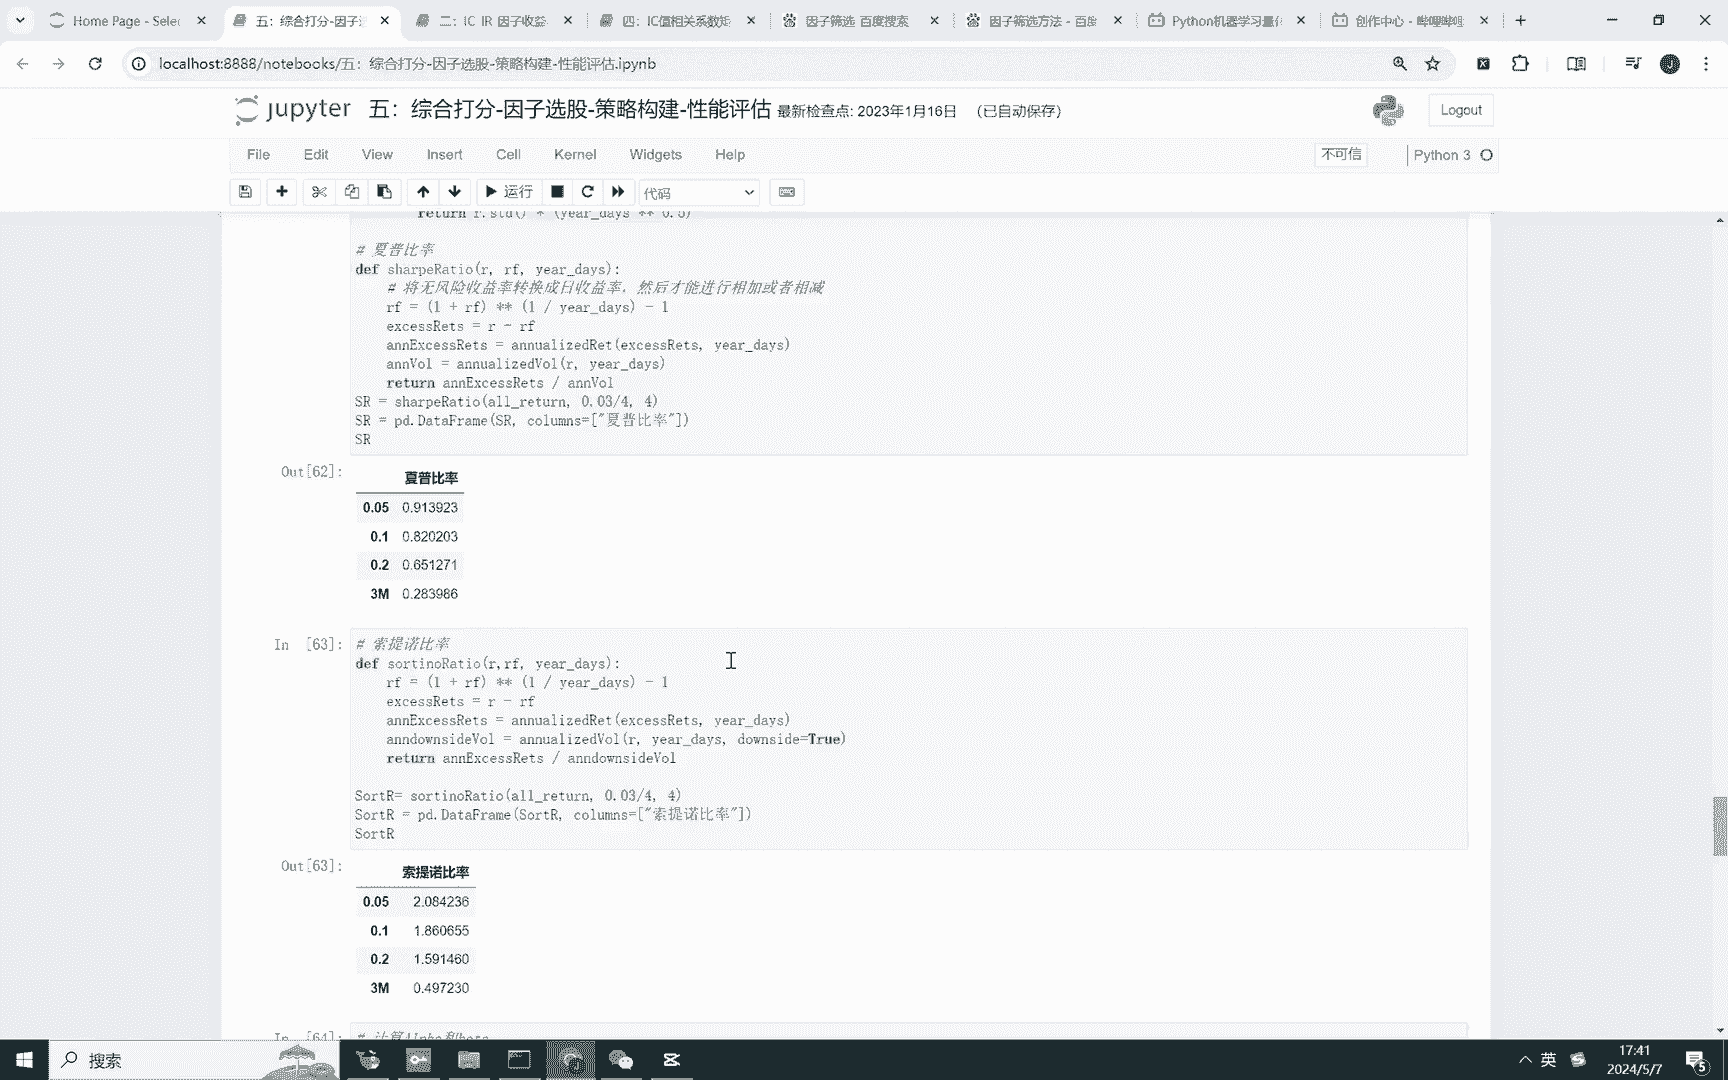 Home Page - Selec
五：综合打分-因子选
二：IC IR 因子收益
四：IC值相关系数矩
因子筛选_百度搜索
因子筛选方法 - 百度
Python机器学习量化
创作中心 - 哔哩哔哩
localhost:8888/notebooks/五：综合打分-因子选股-策略构建-性能评估.ipynb
jupyter 五：综合打分-因子选股-策略构建-性能评估 最新检查点: 2023年1月16日 （已自动保存）
Logout
File Edit View Insert Cell Kernel Widgets Help
不可信
Python 3
运行
代码
return r.std() * (year_days ** 0.5)
# 夏普比率
def sharpeRatio(r, rf, year_days):
# 将无风险收益率转换成日收益率，然后才能进行相加或者相减
rf = (1 + rf) ** (1 / year_days) - 1
excessRets = r - rf
annExcessRets = annualizedRet(excessRets, year_days)
annVol = annualizedVol(r, year_days)
return annExcessRets / annVol
SR = sharpeRatio(all_return, 0.03/4, 4)
SR = pd.DataFrame(SR, columns=["夏普比率"])
SR
Out[62]:
夏普比率
0.05 0.913923
0.1 0.820203
0.2 0.651271
3M 0.283986
In [63]:
# 索提诺比率
def sortinoRatio(r,rf, year_days):
rf = (1 + rf) ** (1 / year_days) - 1
excessRets = r - rf
annExcessRets = annualizedRet(excessRets, year_days)
anndownsideVol = annualizedVol(r, year_days, downside=True)
return annExcessRets / anndownsideVol
SortR= sortinoRatio(all_return, 0.03/4, 4)
SortR = pd.DataFrame(SortR, columns=["索提诺比率"])
SortR
Out[63]:
索提诺比率
0.05 2.084236
0.1 1.860655
0.2 1.591460
3M 0.497230
In [64]:
# 计算Alpha和beta
搜索
英
17:41
2024/5/7
5